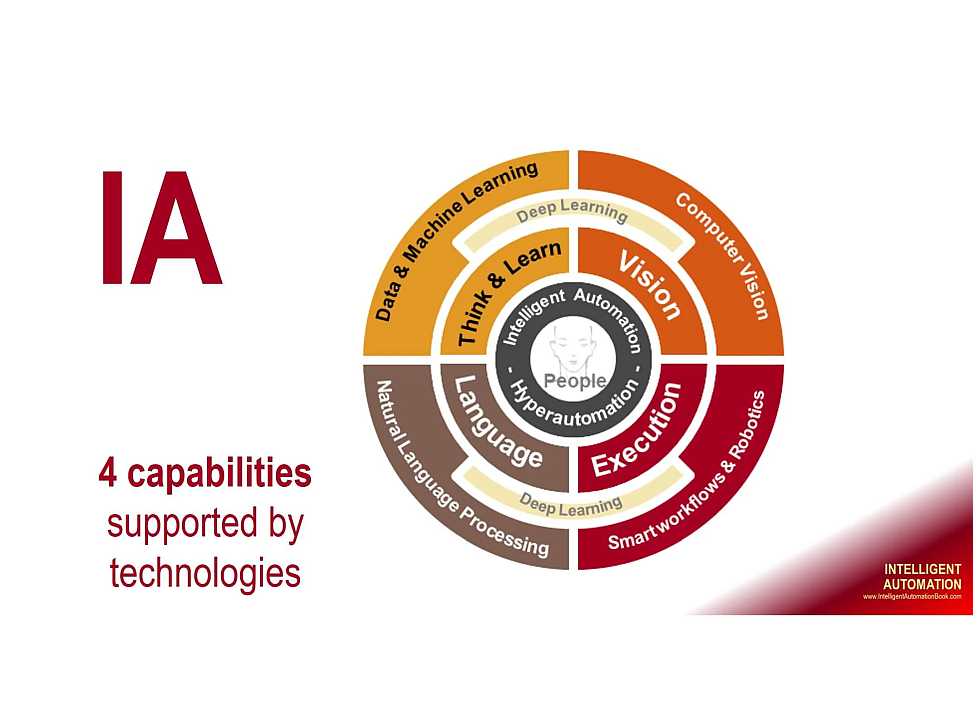 IA
4 capabilities
supported by
technologies
Data & Machine Learning
Computer Vision
Deep Learning
Think & Learn
Vision
Intelligent Automation
People
- Hyperautomation -
Language
Execution
Deep Learning
Natural Language Processing
Smartworkflows & Robotics
INTELLIGENT
AUTOMATION
www.IntelligentAutomationBook.com